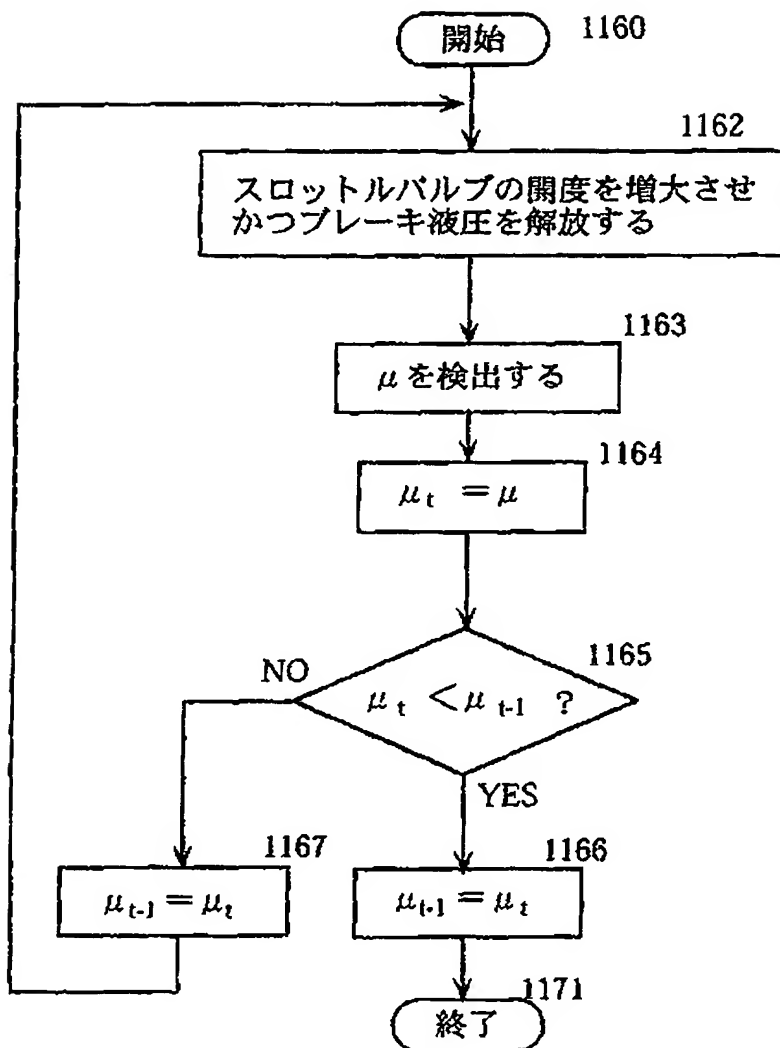 開始
1160
1162
スロットルバルブの開度を増大させ
かつブレーキ液圧を解放する
1163
μを検出する
1164
μt = μ
1165
μt < μt-1 ?
NO
YES
1167
μt-1 = μt
1166
μt-1 = μt
1171
終了